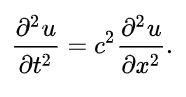 ∂²u/∂t² = c² ∂²u/∂x².